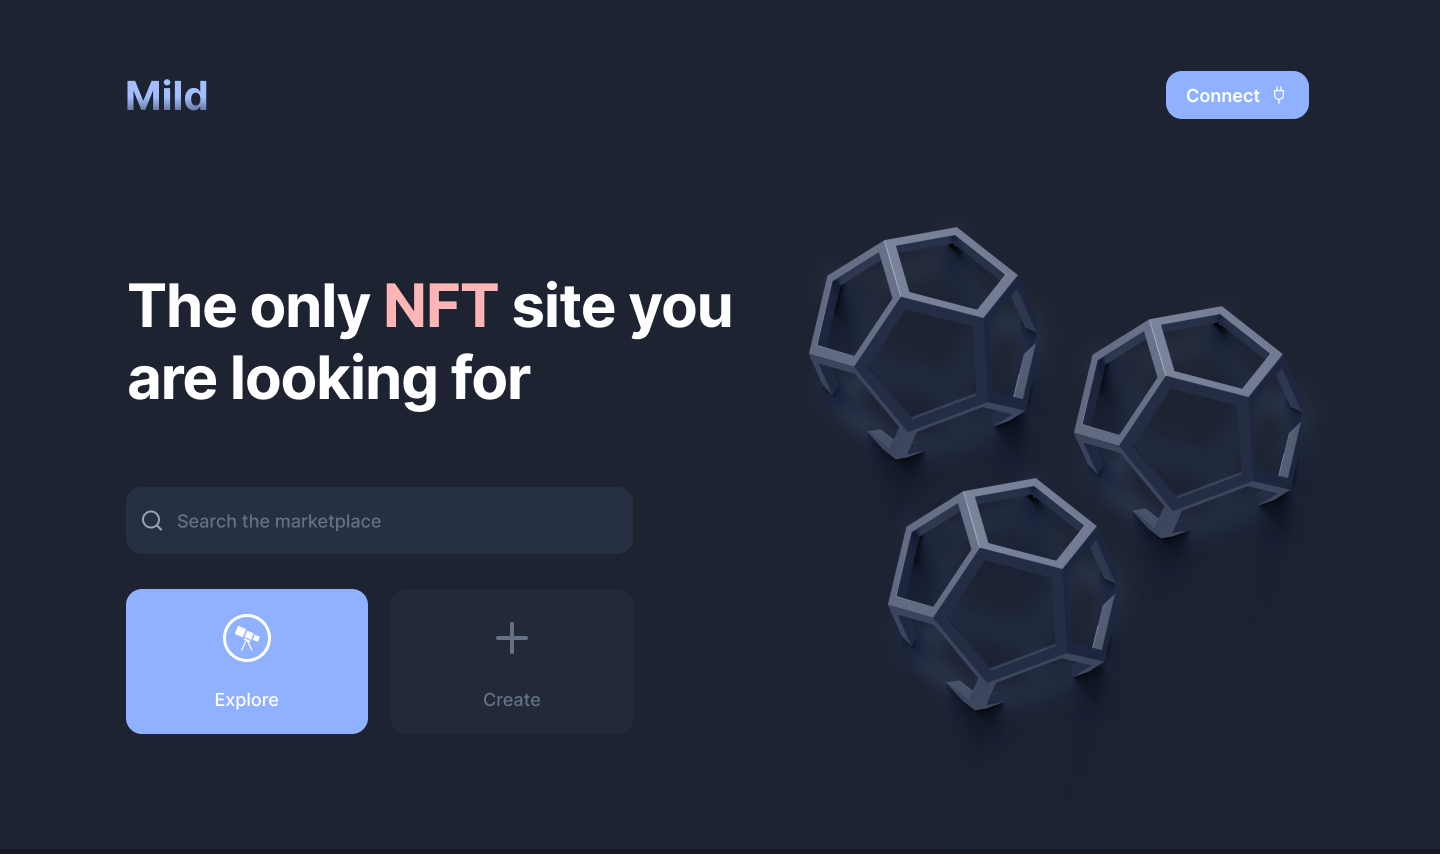 Mild
Connect
The only NFT site you
are looking for
Search the marketplace
Explore
Create